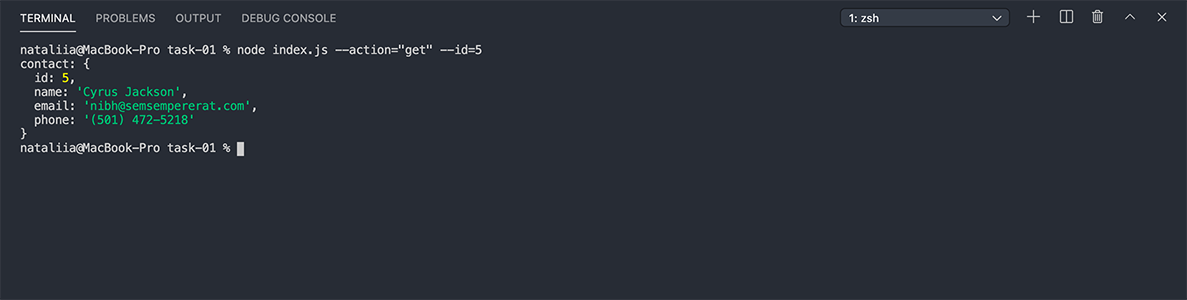 TERMINAL PROBLEMS OUTPUT DEBUG CONSOLE 1: zsh
nataliia@MacBook-Pro task-01 % node index.js --action="get" --id=5
contact: {
  id: 5,
  name: 'Cyrus Jackson',
  email: 'nibh@semsempererat.com',
  phone: '(501) 472-5218'
}
nataliia@MacBook-Pro task-01 %